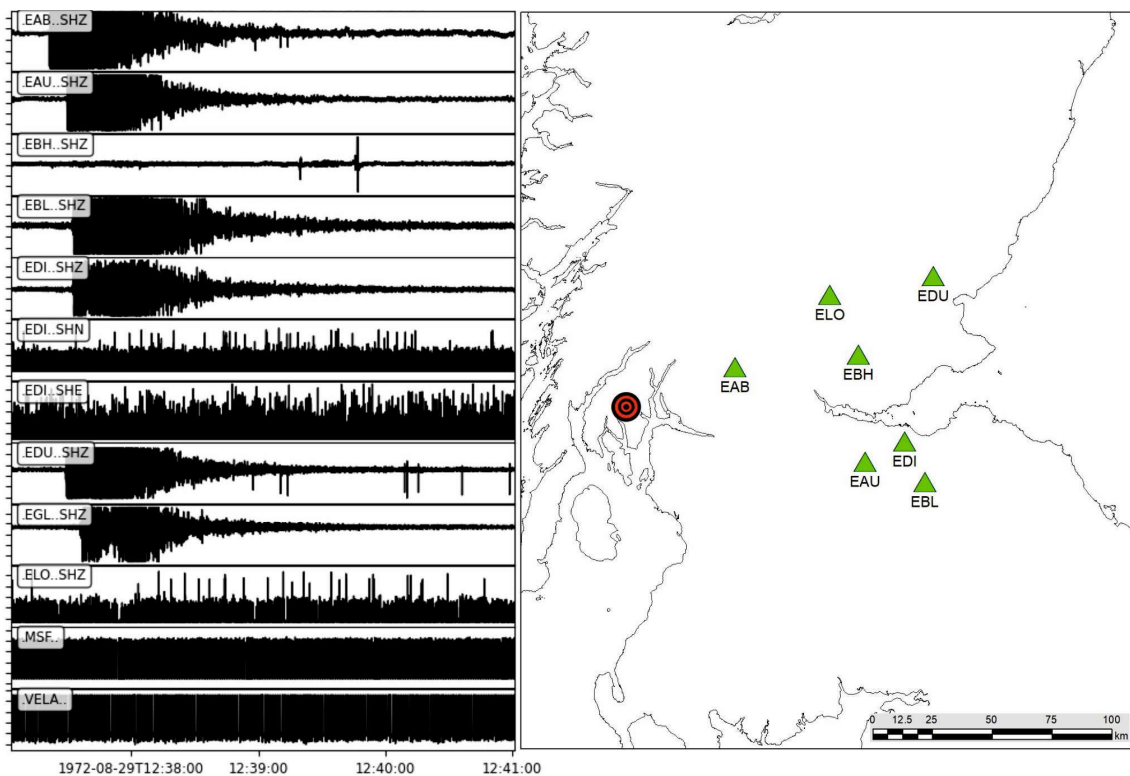 .EAB..SHZ
.EAU..SHZ
.EBH..SHZ
.EBL..SHZ
.EDI..SHZ
.EDI..SHN
.EDI..SHE
.EDU..SHZ
.EGL..SHZ
.ELO..SHZ
.MSF..
.VELA..
1972-08-29T12:38:00 12:39:00 12:40:00 12:41:00
EDU
ELO
EBH
EAB
EDI
EAU
EBL
0 12.5 25 50 75 100
km